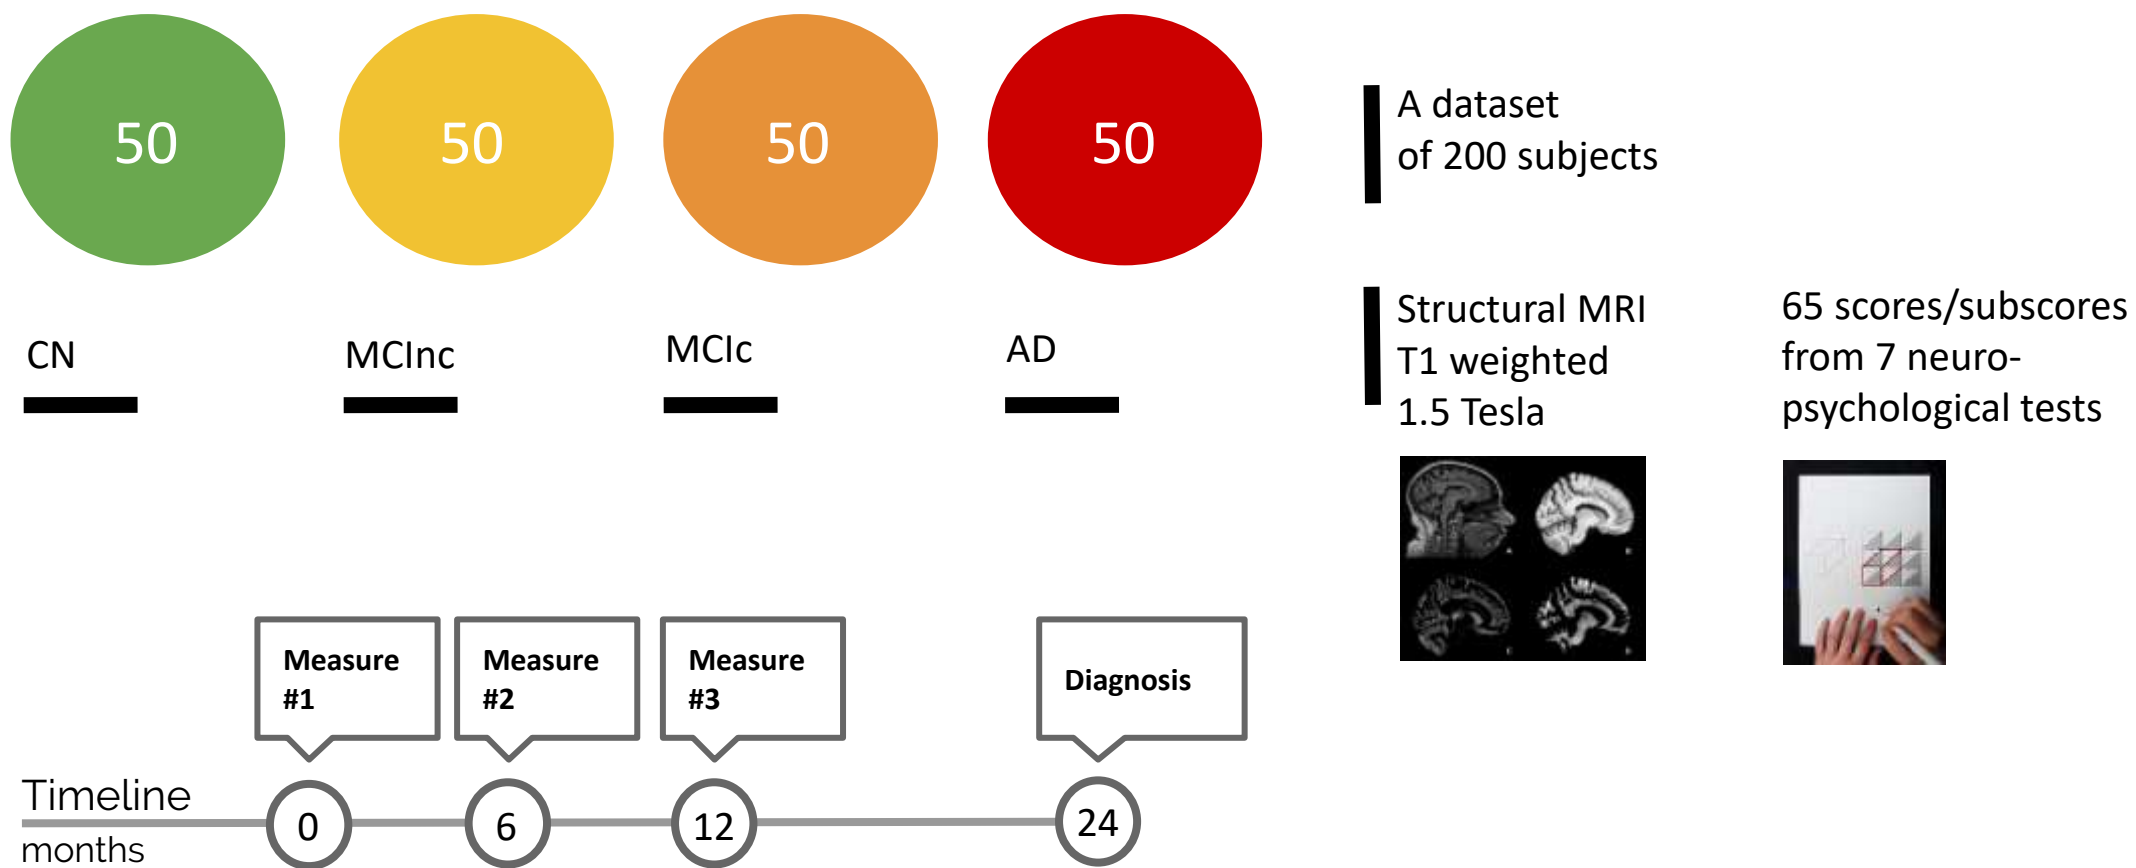 50
50
50
50
A dataset
of 200 subjects
CN
MCInc
MCIc
AD
Structural MRI
T1 weighted
1.5 Tesla
65 scores/subscores
from 7 neuro-
psychological tests
Measure
#1
Measure
#2
Measure
#3
Diagnosis
Timeline
months
0
6
12
24